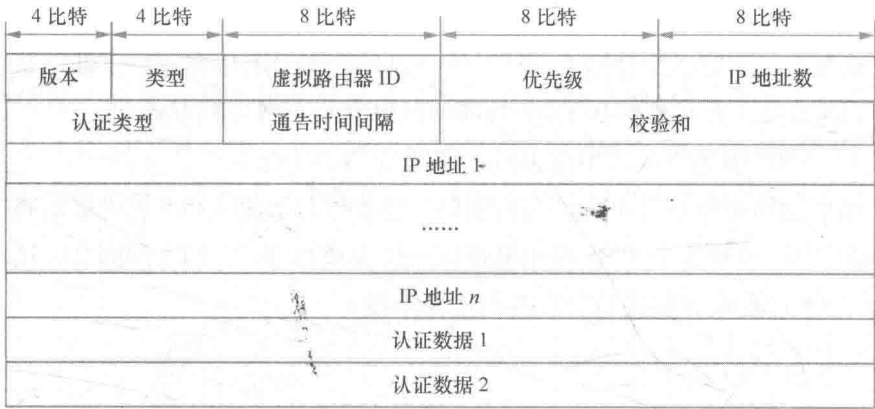 4 比特 4 比特 8 比特 8 比特 8 比特
版本 类型 虚拟路由器 ID 优先级 IP 地址数
认证类型 通告时间间隔 校验和
IP 地址 1
……
IP 地址 n
认证数据 1
认证数据 2